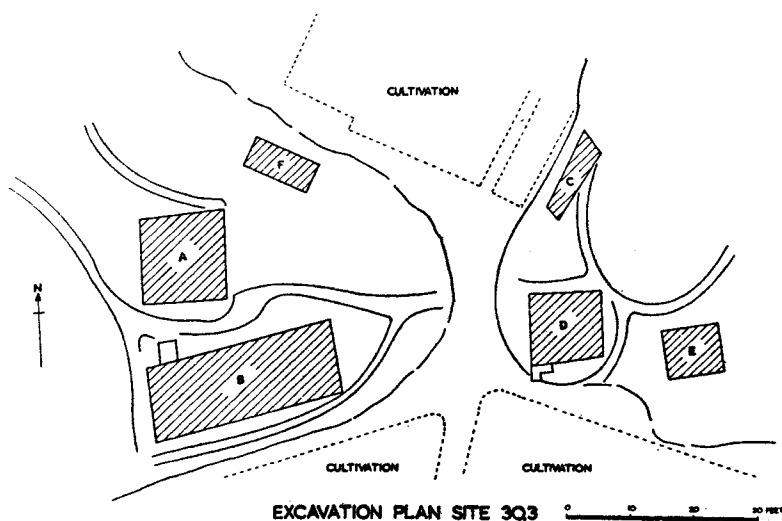 CULTIVATION
F
C
A
N
D
E
B
CULTIVATION
CULTIVATION
EXCAVATION PLAN SITE 3Q3
0 10 20 30 FEET